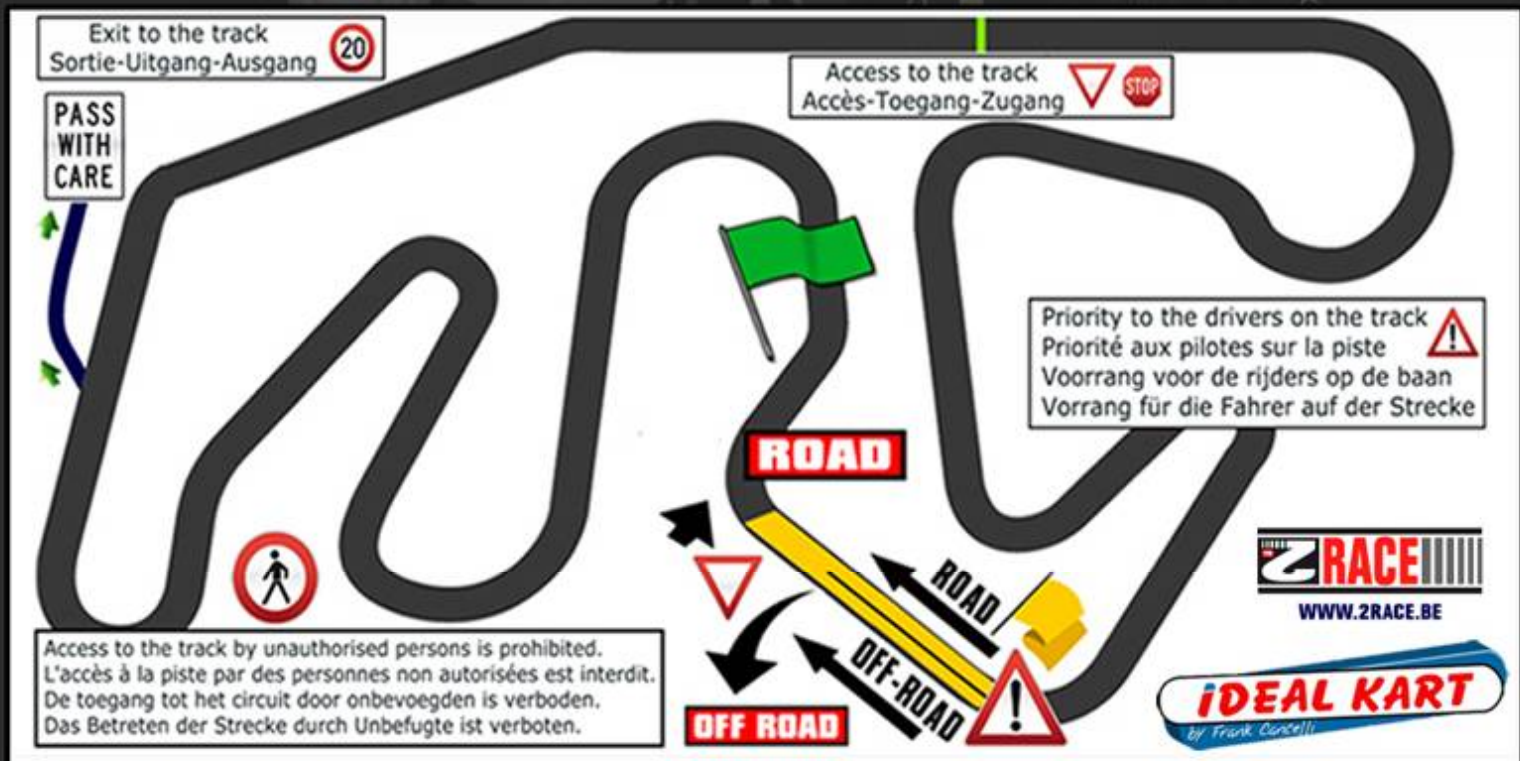 Exit to the track
Sortie-Uitgang-Ausgang
20
PASS
WITH
CARE
Access to the track
Accès-Toegang-Zugang
STOP
Priority to the drivers on the track
Priorité aux pilotes sur la piste
Voorrang voor de rijders op de baan
Vorrang für die Fahrer auf der Strecke
ROAD
ROAD
OFF-ROAD
OFF ROAD
!
!
2RACE
WWW.2RACE.BE
iDEAL KART
by Frank Cancelli
Access to the track by unauthorised persons is prohibited.
L'accès à la piste par des personnes non autorisées est interdit.
De toegang tot het circuit door onbevoegden is verboden.
Das Betreten der Strecke durch Unbefugte ist verboten.